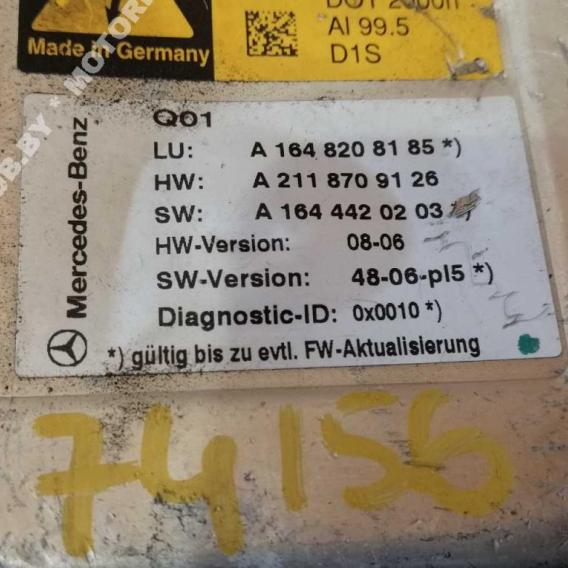 Made in Germany
AI 99.5
D1S
Mercedes-Benz
Q01
LU: A 164 820 81 85 *)
HW: A 211 870 91 26
SW: A 164 442 02 03
HW-Version: 08-06
SW-Version: 48-06-pl5 *)
Diagnostic-ID: 0x0010 *)
*) gültig bis zu evtl. FW-Aktualisierung
74156